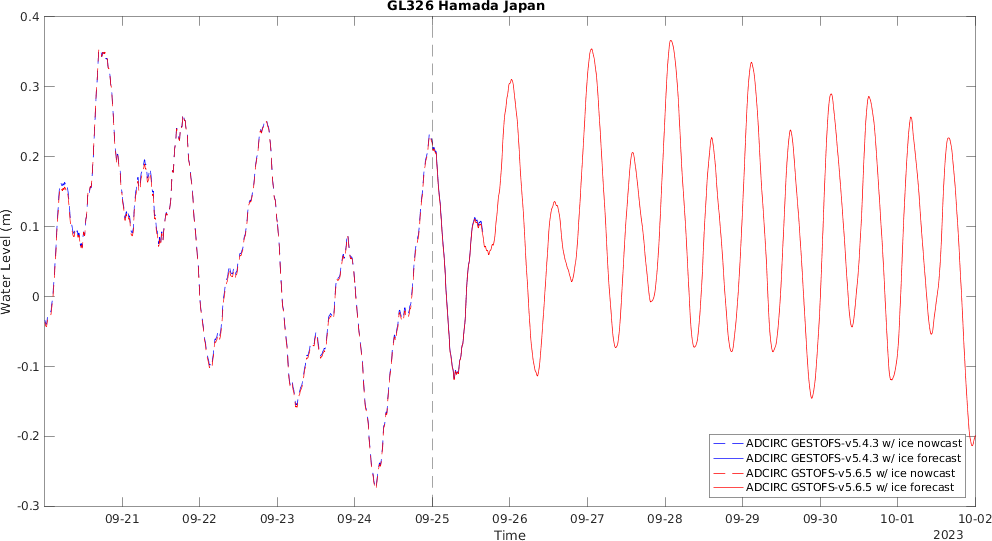 GL326 Hamada Japan
0.4
0.3
0.2
0.1
0
-0.1
-0.2
-0.3
Water Level (m)
09-21 09-22 09-23 09-24 09-25 09-26 09-27 09-28 09-29 09-30 10-01 10-02
Time
2023
ADCIRC GESTOFS-v5.4.3 w/ ice nowcast
ADCIRC GESTOFS-v5.4.3 w/ ice forecast
ADCIRC GSTOFS-v5.6.5 w/ ice nowcast
ADCIRC GSTOFS-v5.6.5 w/ ice forecast